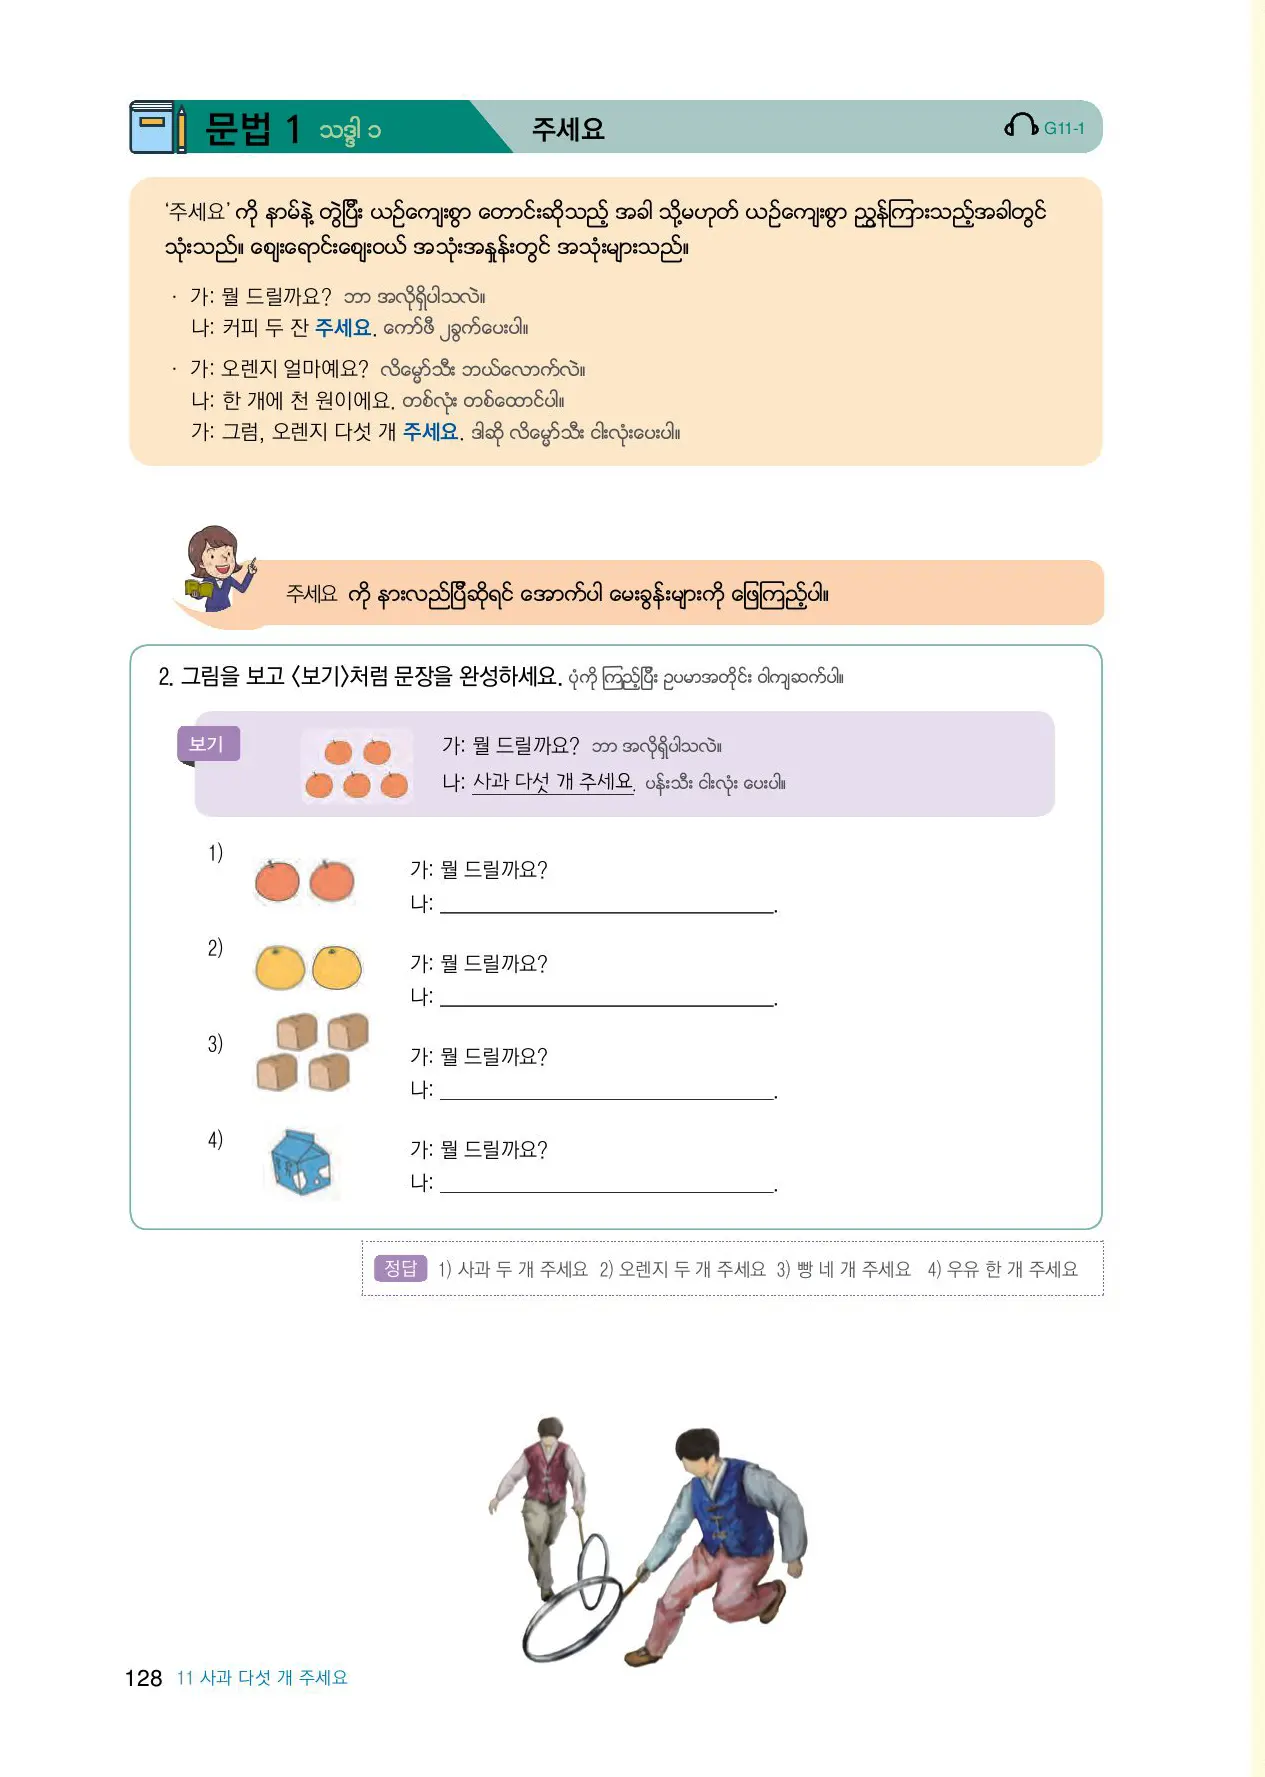 문법 1 သဒ္ဒါ ၁ 주세요 G11-1
‘주세요’ ကို နာမ်နဲ့ တွဲပြီး ယဉ်ကျေးစွာ တောင်းဆိုသည့် အခါ သို့မဟုတ် ယဉ်ကျေးစွာ ညွှန်ကြားသည့်အခါတွင်
သုံးသည်။ ဈေးရောင်းဈေးဝယ် အသုံးအနှုန်းတွင် အသုံးများသည်။
· 가: 뭘 드릴까요? ဘာ အလိုရှိပါသလဲ။
나: 커피 두 잔 주세요. ကော်ဖီ ၂ခွက်ပေးပါ။
· 가: 오렌지 얼마예요? လိမ္မော်သီး ဘယ်လောက်လဲ။
나: 한 개에 천 원이에요. တစ်လုံး တစ်ထောင်ပါ။
가: 그럼, 오렌지 다섯 개 주세요. ဒါဆို လိမ္မော်သီး ငါးလုံးပေးပါ။
주세요 ကို နားလည်ပြီဆိုရင် အောက်ပါ မေးခွန်းများကို ဖြေကြည့်ပါ။
2. 그림을 보고 〈보기〉처럼 문장을 완성하세요. ပုံကို ကြည့်ပြီး ဥပမာအတိုင်း ဝါကျဆက်ပါ။
보기
가: 뭘 드릴까요? ဘာ အလိုရှိပါသလဲ။
나: 사과 다섯 개 주세요. ပန်းသီး ငါးလုံး ပေးပါ။
1)
가: 뭘 드릴까요?
나: ______________________________.
2)
가: 뭘 드릴까요?
나: ______________________________.
3)
가: 뭘 드릴까요?
나: ______________________________.
4)
가: 뭘 드릴까요?
나: ______________________________.
정답 1) 사과 두 개 주세요 2) 오렌지 두 개 주세요 3) 빵 네 개 주세요 4) 우유 한 개 주세요
128 11 사과 다섯 개 주세요